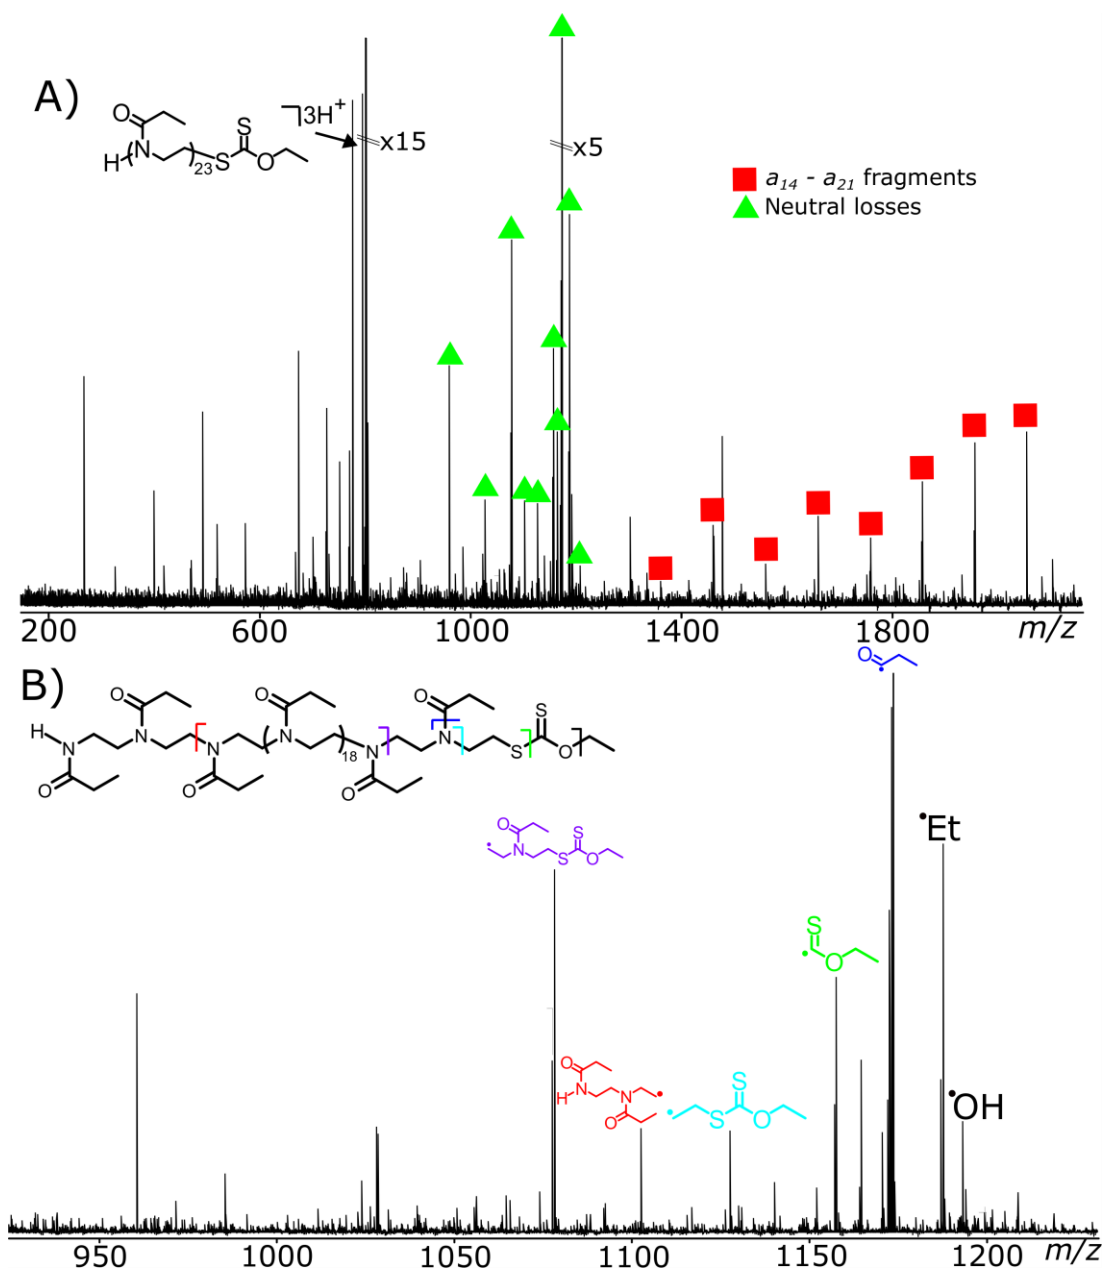 A)
O
N
H
23
S
S
O
⌉3H+
x15
x5
a14 - a21 fragments
Neutral losses
200
600
1000
1400
1800
m/z
B)
O
O
O
O
S
H
N
N
N
N
18
N
N
S
O
O
O
O
O
O
S
N
S
O
•Et
S
O
O
N
H
N
O
S
S
O
•OH
950
1000
1050
1100
1150
1200
m/z